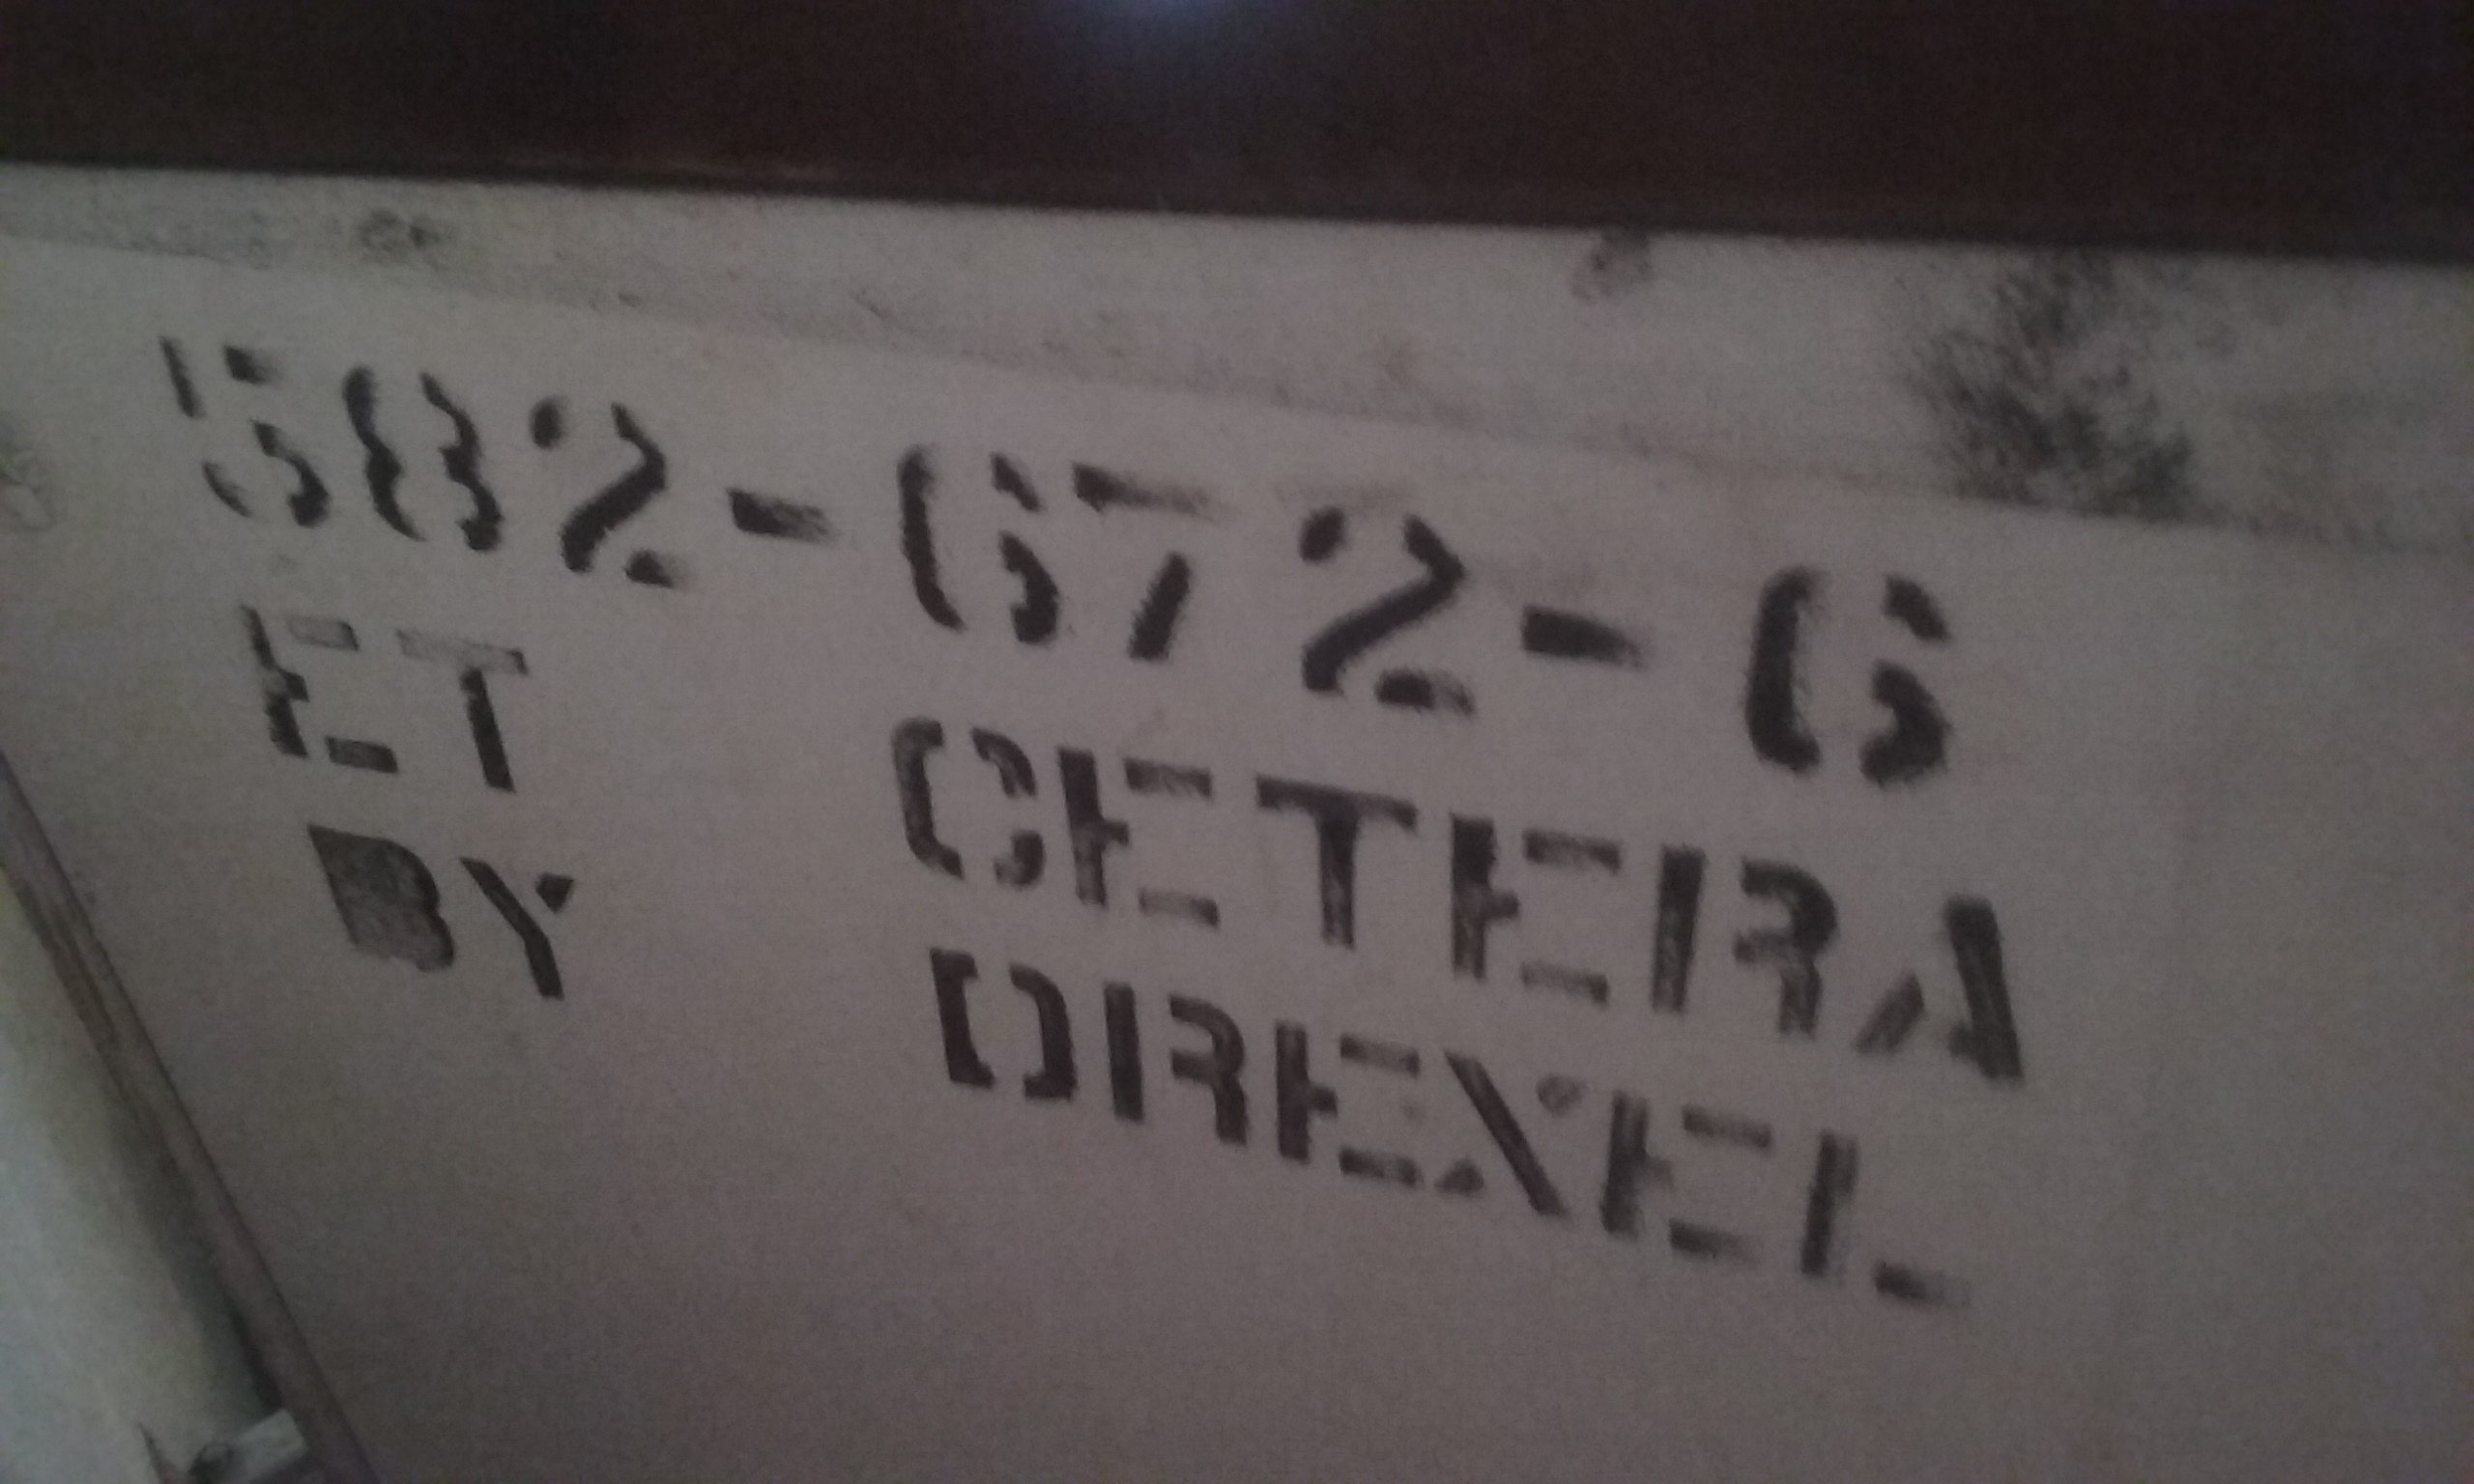 582-672-6
ET CETERA
BY DREXEL